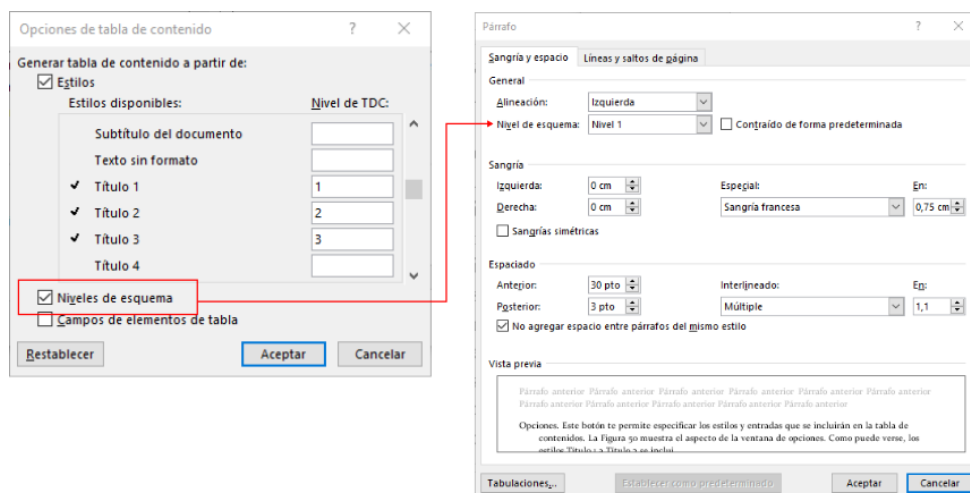 Opciones de tabla de contenido
Generar tabla de contenido a partir de:
Estilos
Estilos disponibles: Nivel de TDC:
Subtítulo del documento
Texto sin formato
Título 1 1
Título 2 2
Título 3 3
Título 4
Niveles de esquema
Campos de elementos de tabla
Restablecer Aceptar Cancelar
Párrafo
Sangría y espacio Líneas y saltos de página
General
Alineación: Izquierda
Nivel de esquema: Nivel 1 Contraído de forma predeterminada
Sangría
Izquierda: 0 cm Especial: En:
Derecha: 0 cm Sangría francesa 0,75 cm
Sangrías simétricas
Espaciado
Anterior: 30 pto Interlineado: En:
Posterior: 3 pto Múltiple 1,1
No agregar espacio entre párrafos del mismo estilo
Vista previa
Párrafo anterior Párrafo anterior Párrafo anterior Párrafo anterior Párrafo anterior Párrafo anterior
Párrafo anterior Párrafo anterior Párrafo anterior Párrafo anterior Párrafo anterior
Opciones. Este botón te permite especificar los estilos y entradas que se incluirán en la tabla de
contenidos. La Figura 50 muestra el aspecto de la ventana de opciones. Como puede verse, los
estilos Título 1 a Título 3 se inclui
Tabulaciones... Establecer como predeterminado Aceptar Cancelar